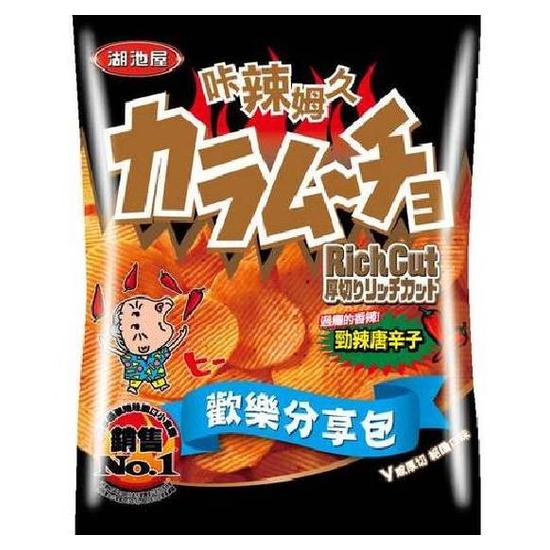 湖池屋
咔辣姆久
カラムーチョ
RichCut
厚切りリッチカット
過癮的香辣!
勁辣唐辛子
ヒー
歡樂分享包
銷售
No.1